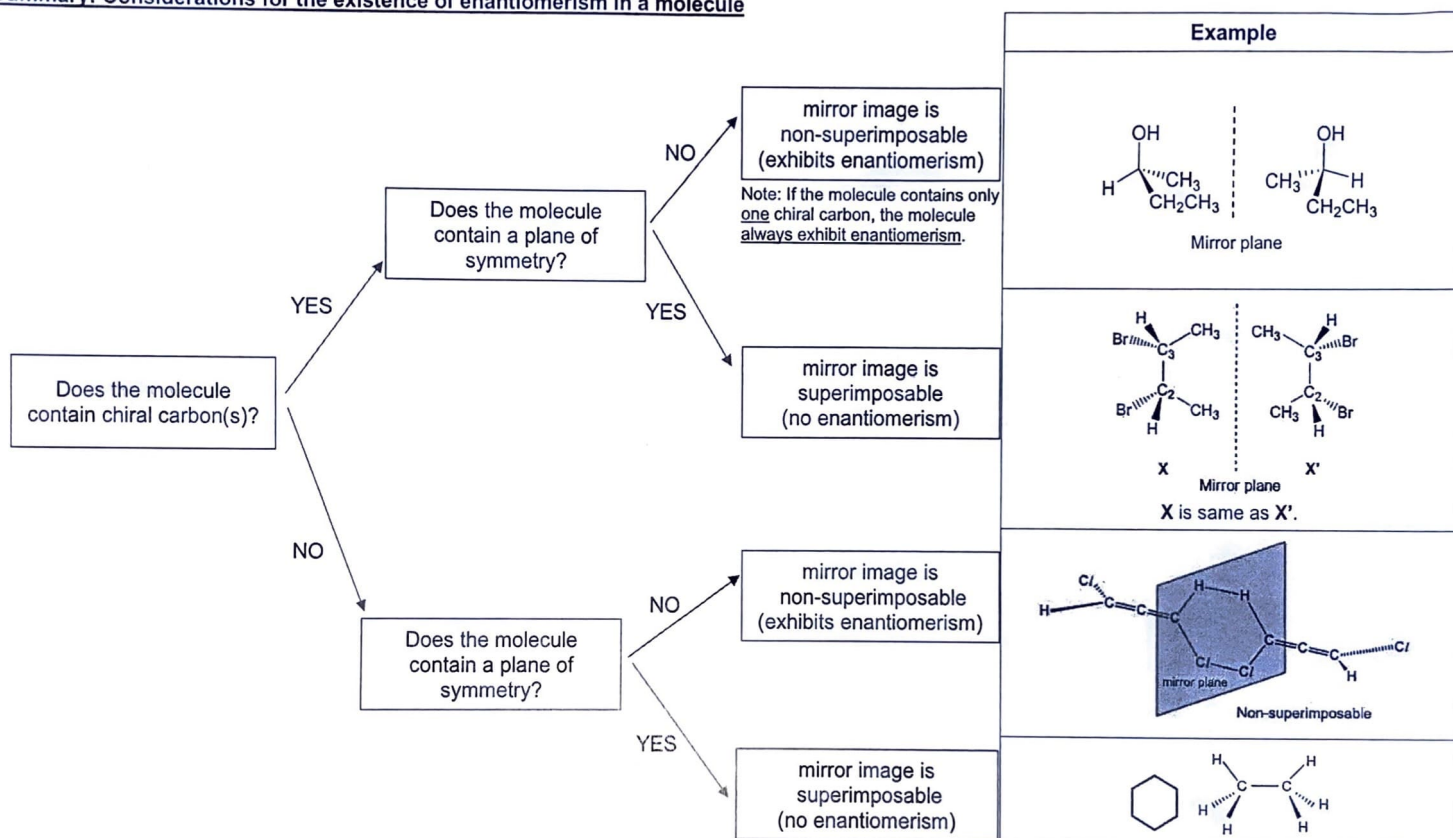 Summary: Considerations for the existence of enantiomerism in a molecule
Does the molecule
contain chiral carbon(s)?
YES
NO
Does the molecule
contain a plane of
symmetry?
NO
YES
mirror image is
non-superimposable
(exhibits enantiomerism)
Note: If the molecule contains only
one chiral carbon, the molecule
always exhibit enantiomerism.
mirror image is
superimposable
(no enantiomerism)
Does the molecule
contain a plane of
symmetry?
NO
YES
mirror image is
non-superimposable
(exhibits enantiomerism)
mirror image is
superimposable
(no enantiomerism)
Example
OH OH
H CH3 CH3 H
CH2CH3 CH2CH3
Mirror plane
H H
Br CH3 CH3 Br
C3 C3
C2 C2
Br CH3 CH3 Br
H H
X X'
Mirror plane
X is same as X'.
Cl H H
H C C C C C C Cl
Cl Cl H
mirror plane
Non-superimposable
H H
C C
H H
H H